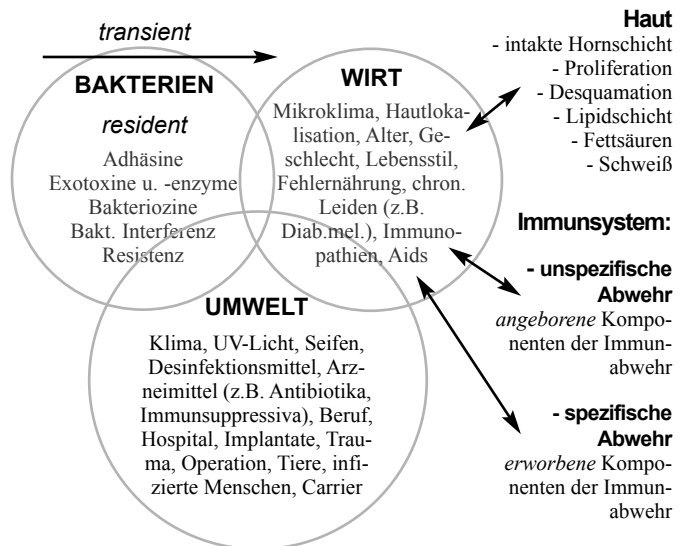 transient
BAKTERIEN
resident
Adhäsine
Exotoxine u. -enzyme
Bakteriozine
Bakt. Interferenz
Resistenz
WIRT
Mikroklima, Hautloka-
lisation, Alter, Ge-
schlecht, Lebensstil,
Fehlernährung, chron.
Leiden (z.B.
Diab.mel.), Immuno-
pathien, Aids
UMWELT
Klima, UV-Licht, Seifen,
Desinfektionsmittel, Arz-
neimittel (z.B. Antibiotika,
Immunsuppressiva), Beruf,
Hospital, Implantate, Trau-
ma, Operation, Tiere, infi-
zierte Menschen, Carrier
Haut
- intakte Hornschicht
- Proliferation
- Desquamation
- Lipidschicht
- Fettsäuren
- Schweiß
Immunsystem:
- unspezifische
Abwehr
angeborene Kompo-
nenten der Immun-
abwehr
- spezifische
Abwehr
erworbene Kompo-
nenten der Immun-
abwehr